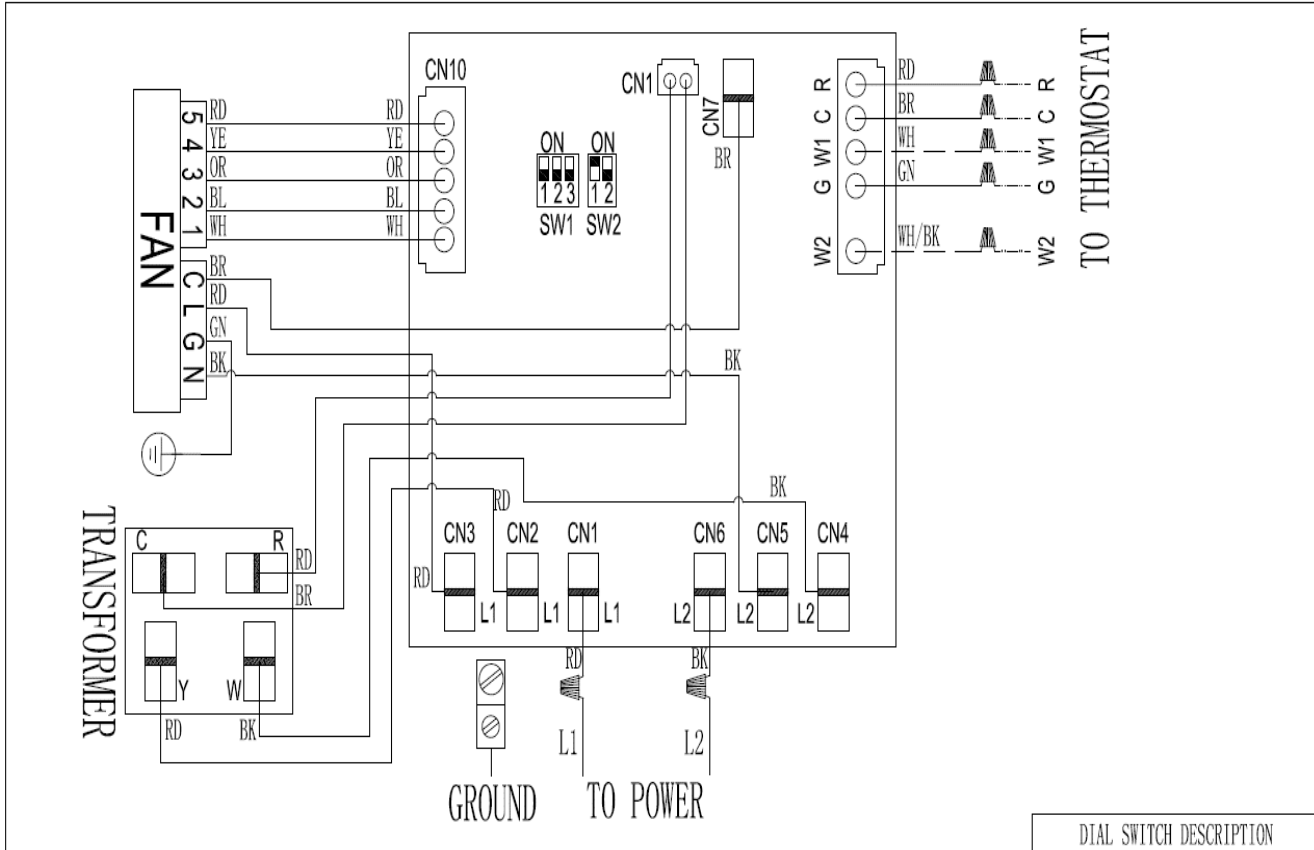 CN10
CN1
CN7
BR
ON ON
1 2 3 1 2
SW1 SW2
FAN
5 RD RD
4 YE YE
3 OR OR
2 BL BL
1 WH WH
C BR
L RD
G GN
N BK
BK
R RD R
C BR C
W1 WH W1
G GN G
W2 WH/BK W2
TO THERMOSTAT
TRANSFORMER
C R
RD
BR
Y W
RD BK
RD BK
CN3 CN2 CN1 CN6 CN5 CN4
RD
L1 L1 L1 L2 L2 L2
RD BK
L1 L2
GROUND TO POWER
DIAL SWITCH DESCRIPTION